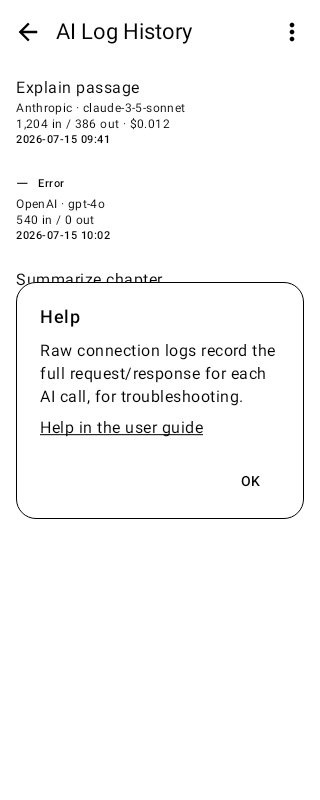 AI Log History
Explain passage
Anthropic · claude-3-5-sonnet
1,204 in / 386 out · $0.012
2026-07-15 09:41
— Error
OpenAI · gpt-4o
540 in / 0 out
2026-07-15 10:02
Summarize chapter
Help
Raw connection logs record the
full request/response for each
AI call, for troubleshooting.
Help in the user guide
OK